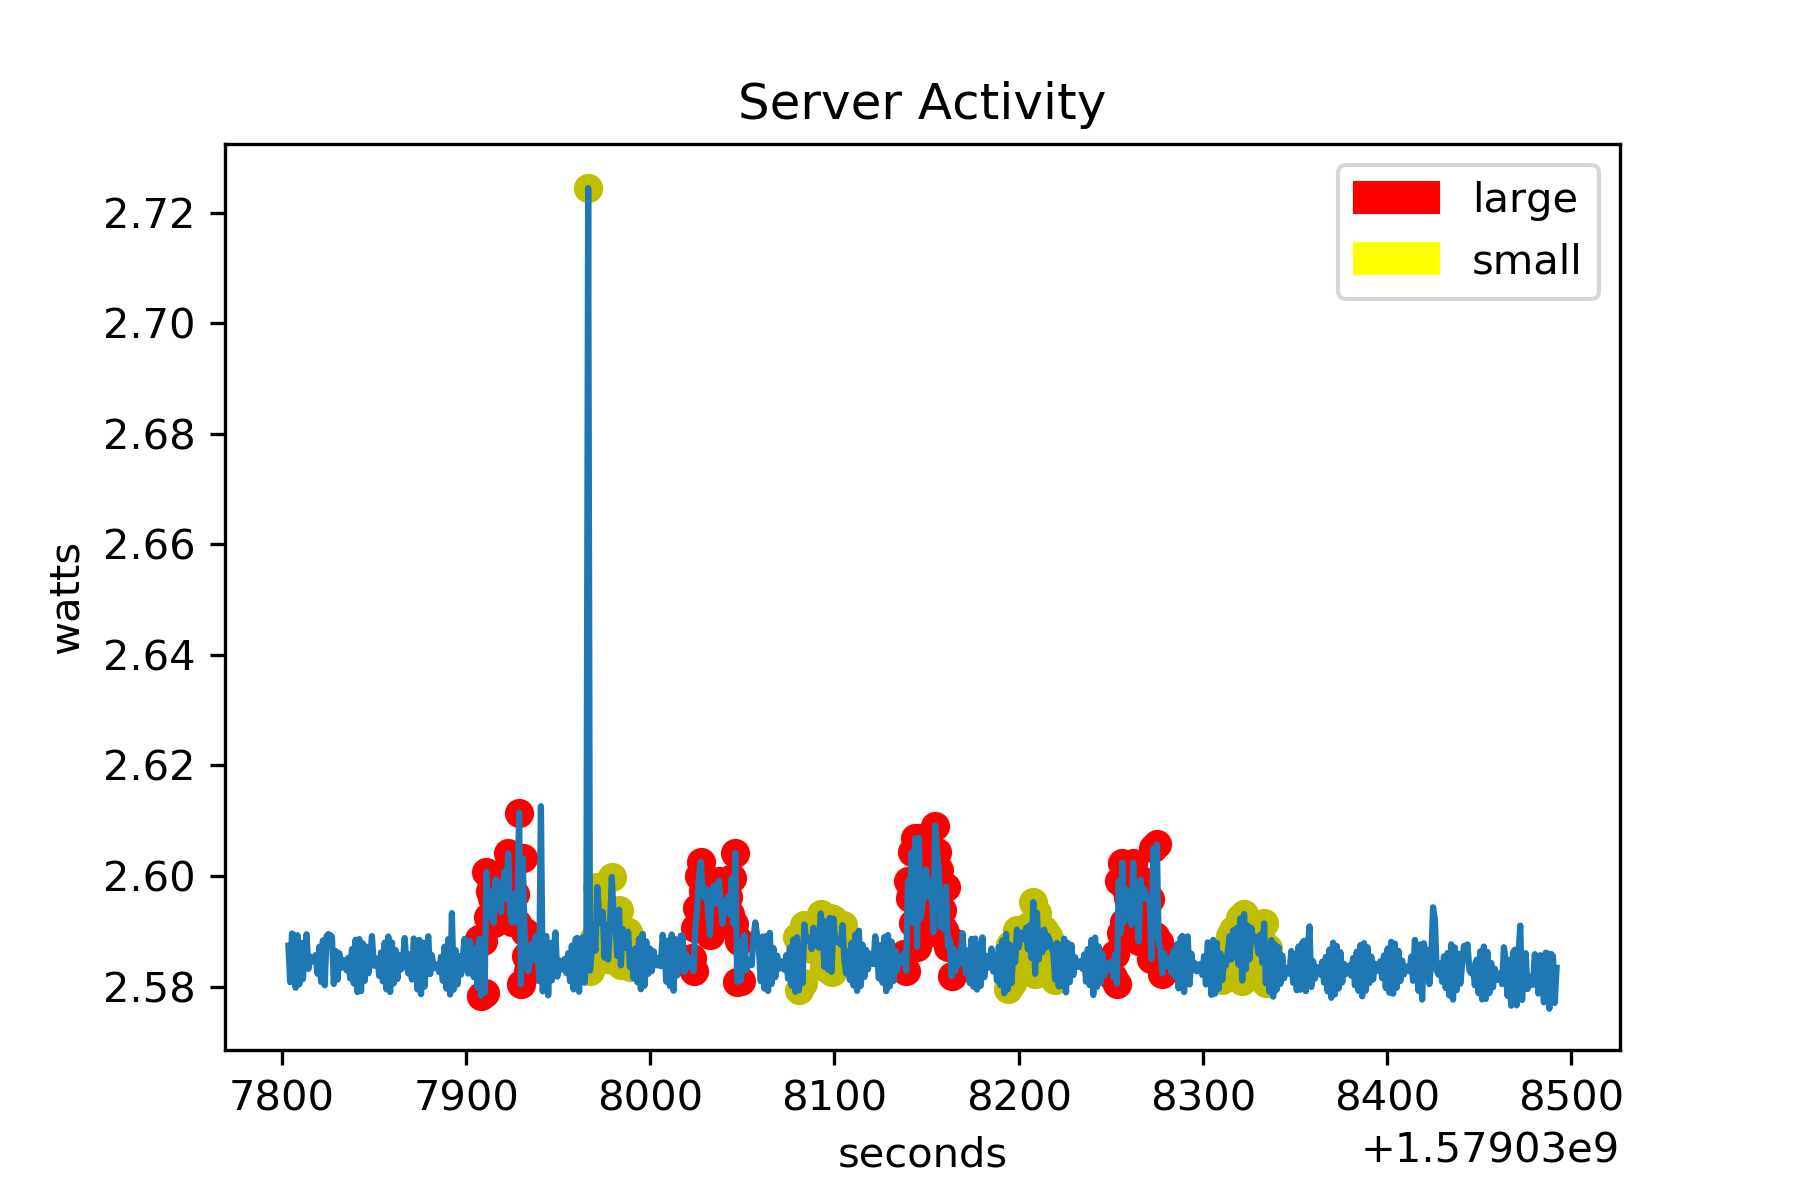 Server Activity
large
small
2.72
2.70
2.68
2.66
2.64
2.62
2.60
2.58
watts
7800 7900 8000 8100 8200 8300 8400 8500
seconds
+1.57903e9